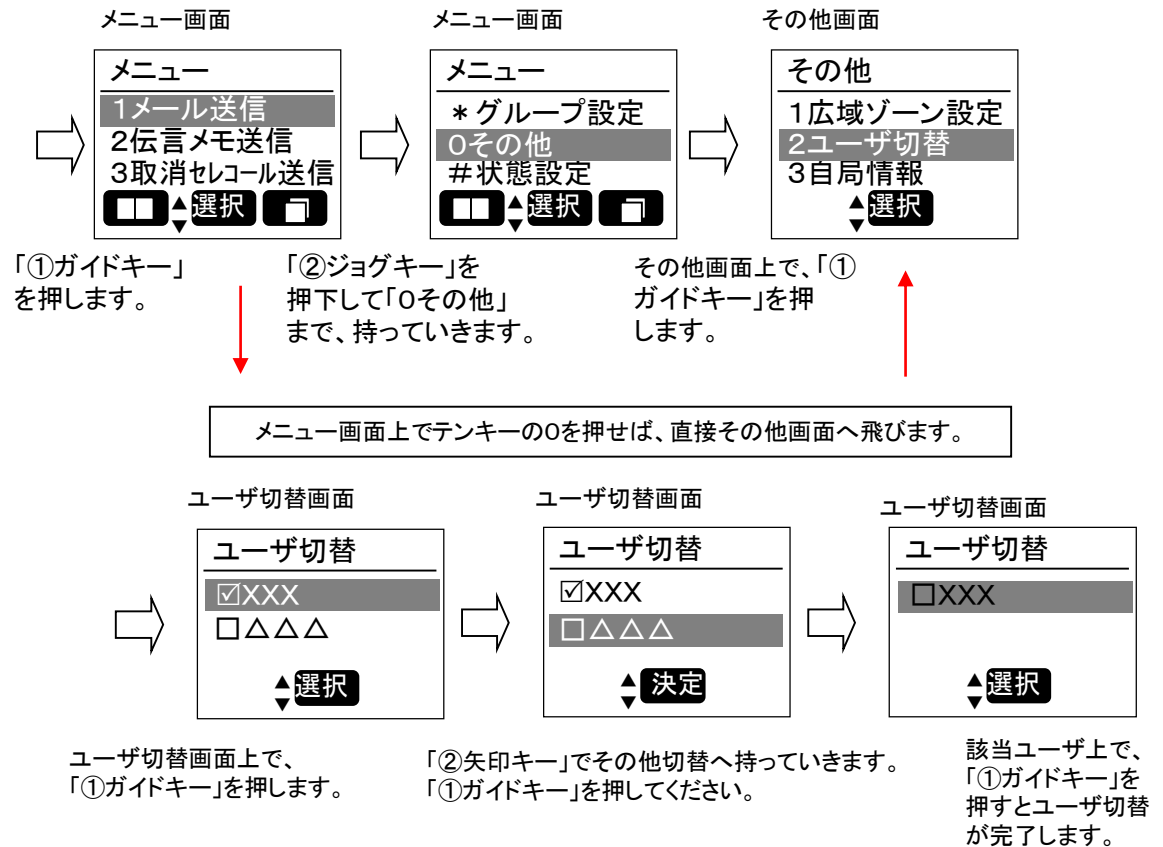 メニュー画面
メニュー
1メール送信
2伝言メモ送信
3取消セレコール送信
選択
「①ガイドキー」
を押します。
メニュー画面
メニュー
*グループ設定
0その他
#状態設定
選択
「②ジョグキー」を
押下して「0その他」
まで、持っていきます。
その他画面
その他
1広域ゾーン設定
2ユーザ切替
3自局情報
選択
その他画面上で、「①
ガイドキー」を押
します。
メニュー画面上でテンキーの0を押せば、直接その他画面へ飛びます。
ユーザ切替画面
ユーザ切替
☑XXX
□△△△
選択
ユーザ切替画面上で、
「①ガイドキー」を押します。
ユーザ切替画面
ユーザ切替
☑XXX
□△△△
決定
「②矢印キー」でその他切替へ持っていきます。
「①ガイドキー」を押してください。
ユーザ切替画面
ユーザ切替
□XXX
選択
該当ユーザ上で、
「①ガイドキー」を
押すとユーザ切替
が完了します。